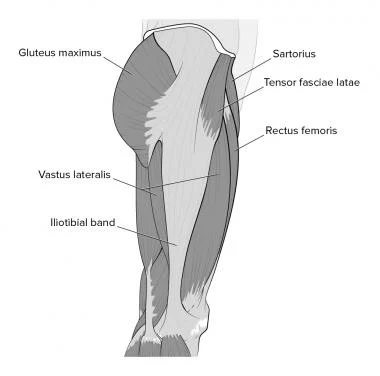 Gluteus maximus
Sartorius
Tensor fasciae latae
Rectus femoris
Vastus lateralis
Iliotibial band